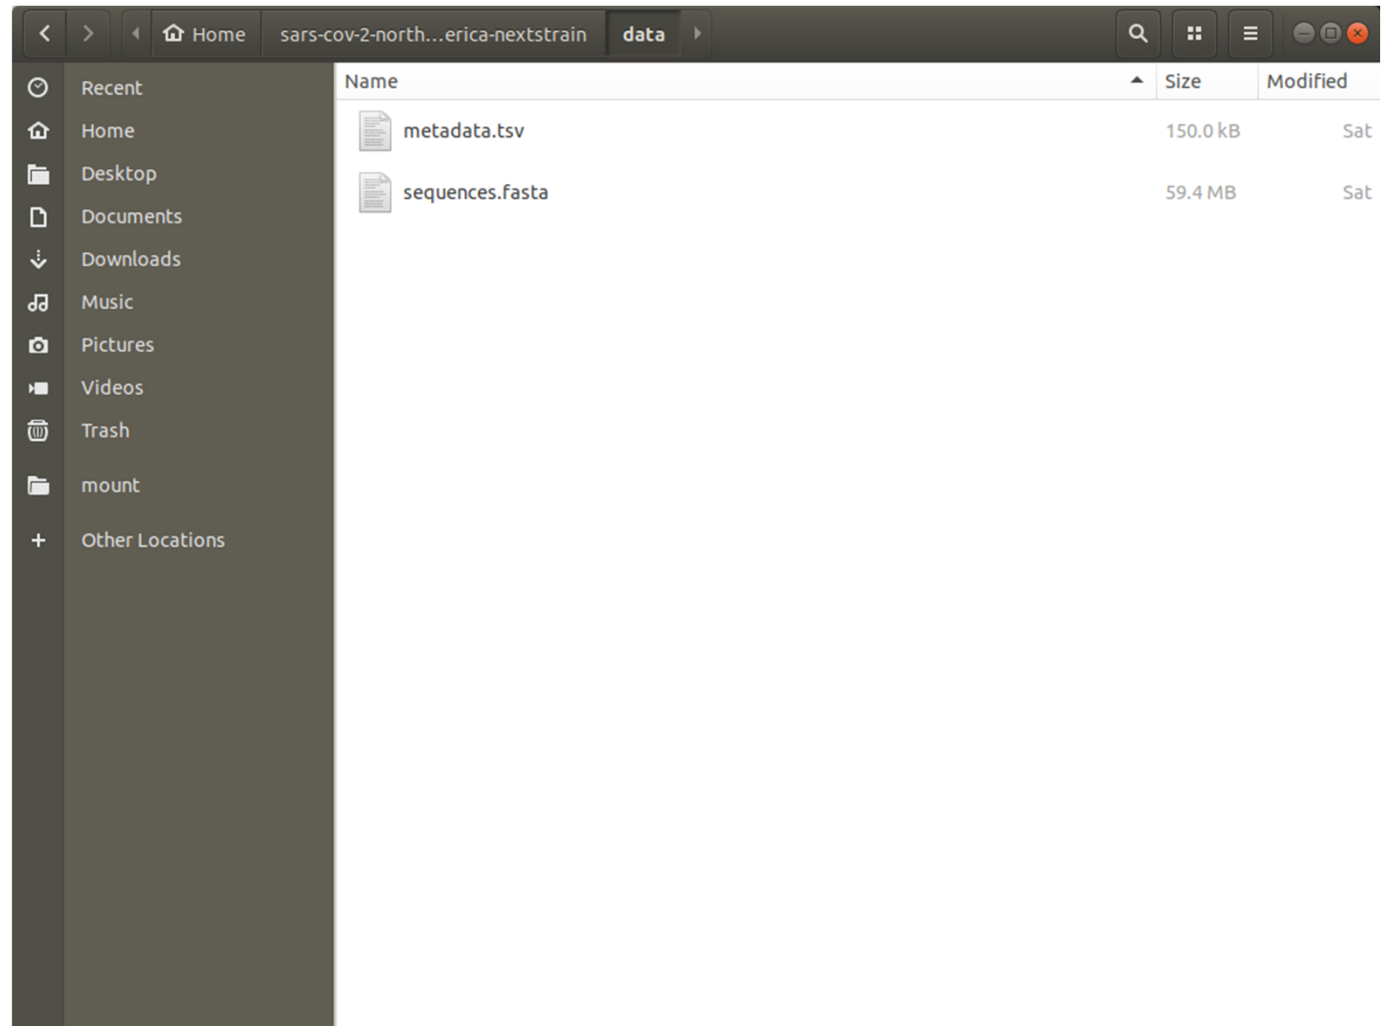 Home sars-cov-2-north...erica-nextstrain data
Recent
Home
Desktop
Documents
Downloads
Music
Pictures
Videos
Trash
mount
Other Locations
Name Size Modified
metadata.tsv 150.0 kB Sat
sequences.fasta 59.4 MB Sat